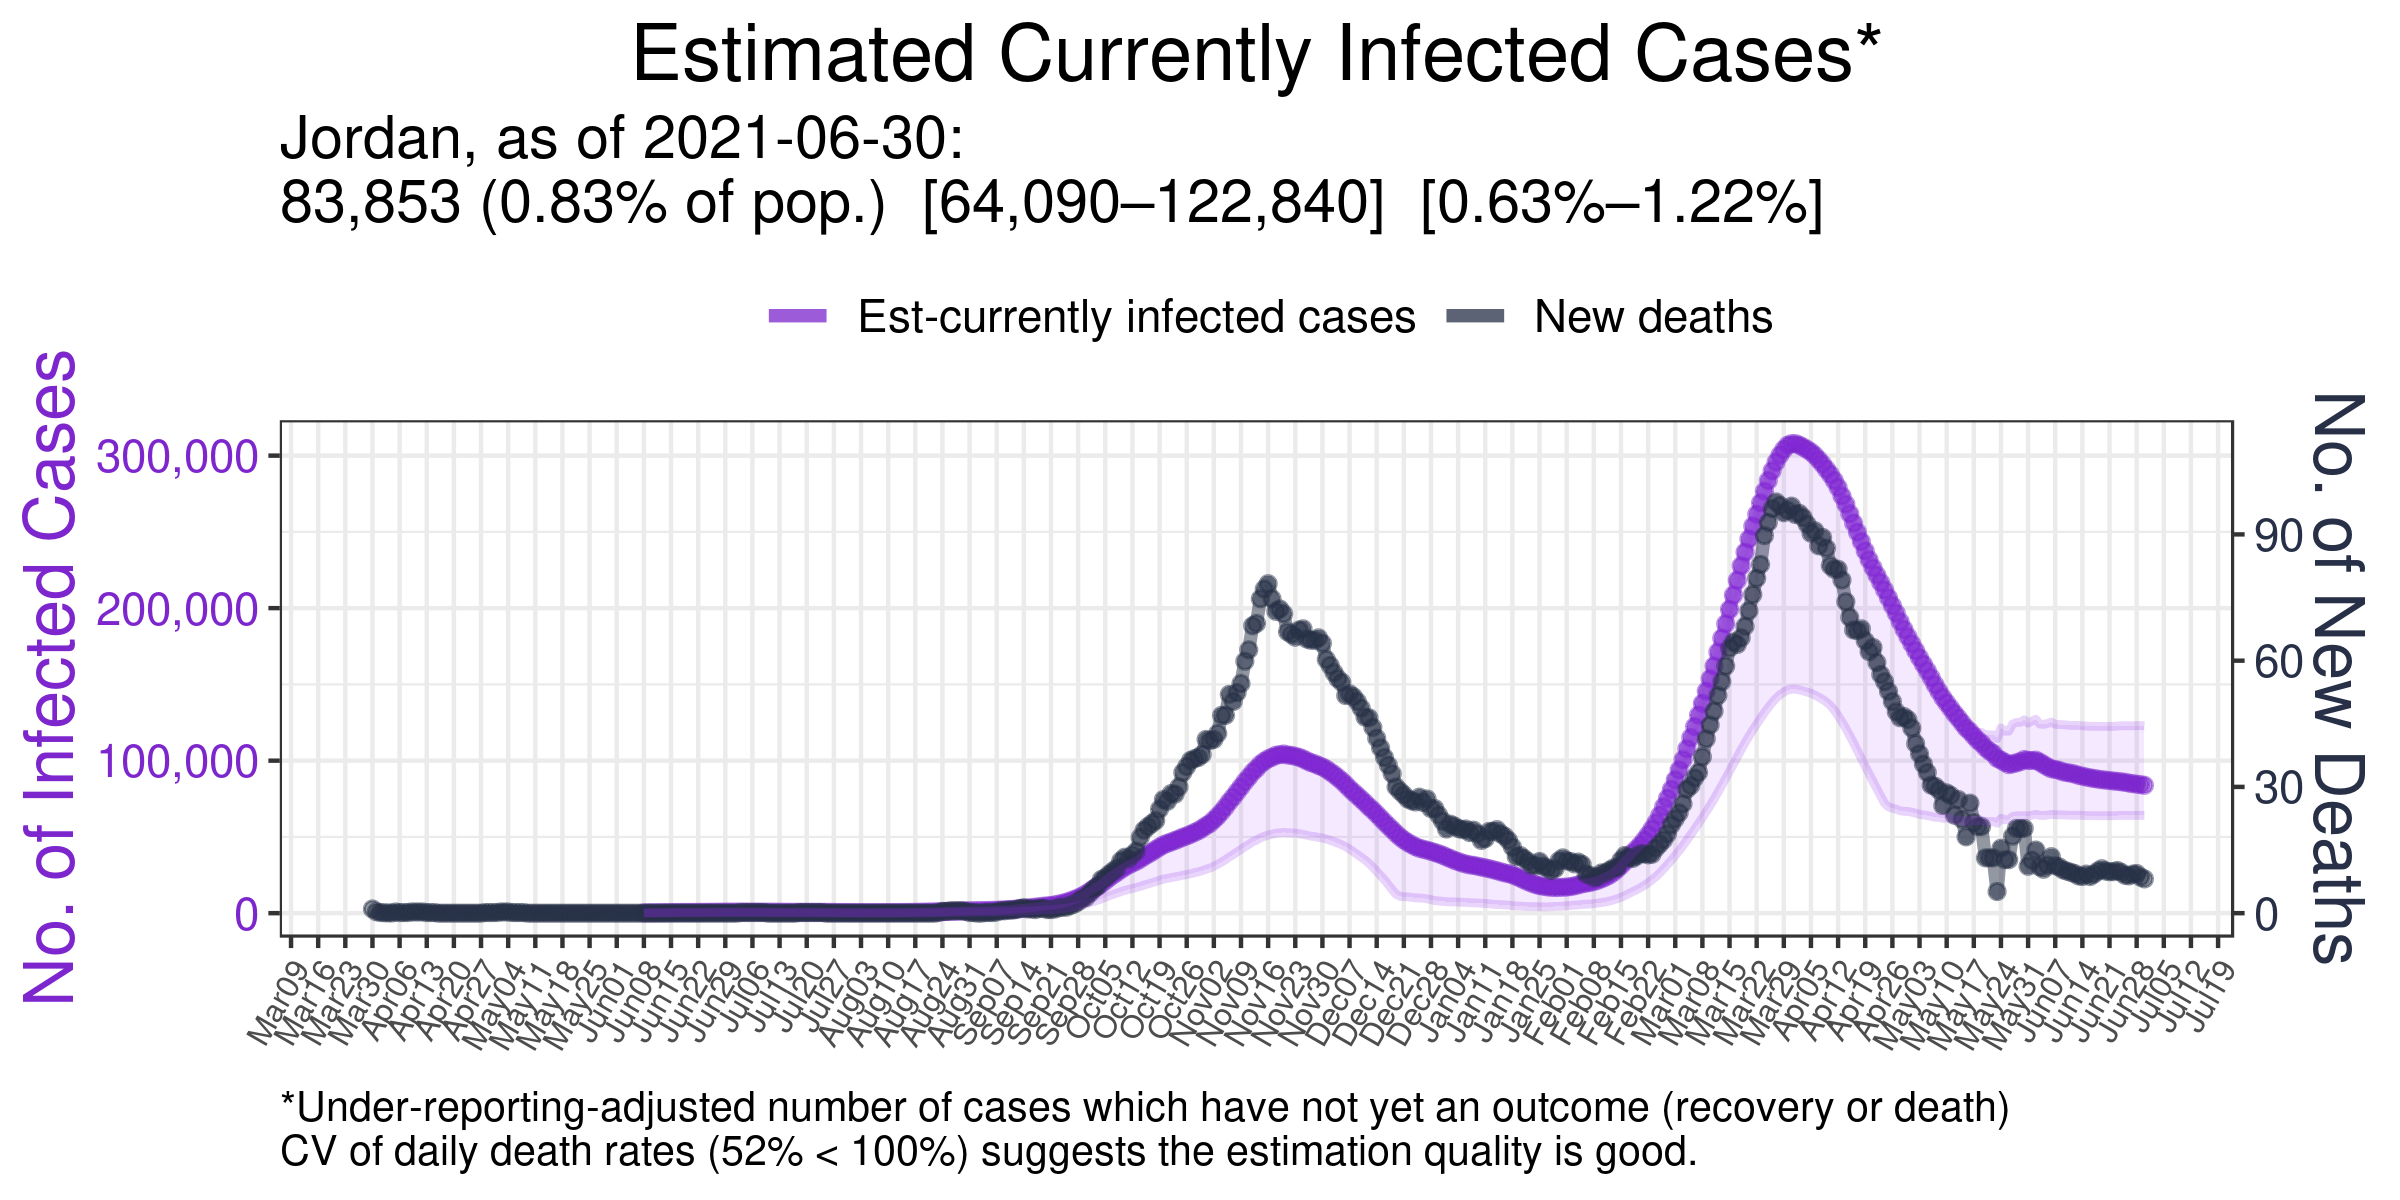 Estimated Currently Infected Cases*
Jordan, as of 2021-06-30:
83,853 (0.83% of pop.) [64,090–122,840] [0.63%–1.22%]
Est-currently infected cases New deaths
No. of Infected Cases
300,000
200,000
100,000
0
No. of New Deaths
90
60
30
0
Mar09 Mar16 Mar23 Mar30 Apr06 Apr13 Apr20 Apr27 May04 May11 May18 May25 Jun01 Jun08 Jun15 Jun22 Jun29 Jul06 Jul13 Jul20 Jul27 Aug03 Aug10 Aug17 Aug24 Aug31 Sep07 Sep14 Sep21 Sep28 Oct05 Oct12 Oct19 Oct26 Nov02 Nov09 Nov16 Nov23 Nov30 Dec07 Dec14 Dec21 Dec28 Jan04 Jan11 Jan18 Jan25 Feb01 Feb08 Feb15 Feb22 Mar01 Mar08 Mar15 Mar22 Mar29 Apr05 Apr12 Apr19 Apr26 May03 May10 May17 May24 May31 Jun07 Jun14 Jun21 Jun28 Jul05 Jul12 Jul19
*Under-reporting-adjusted number of cases which have not yet an outcome (recovery or death)
CV of daily death rates (52% < 100%) suggests the estimation quality is good.